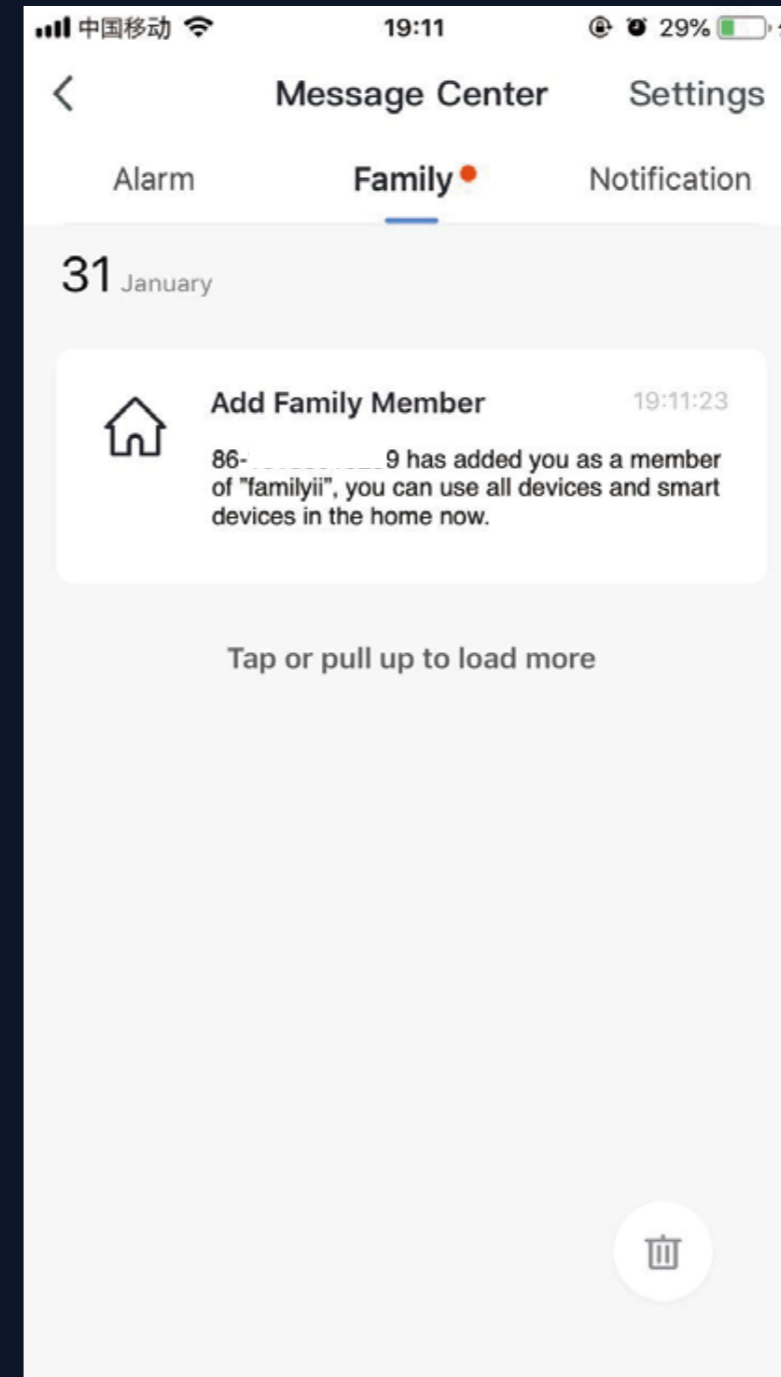 中国移动 19:11 29%
Message Center Settings
Alarm Family Notification
31 January
Add Family Member 19:11:23
86- 9 has added you as a member
of "familyii", you can use all devices and smart
devices in the home now.
Tap or pull up to load more